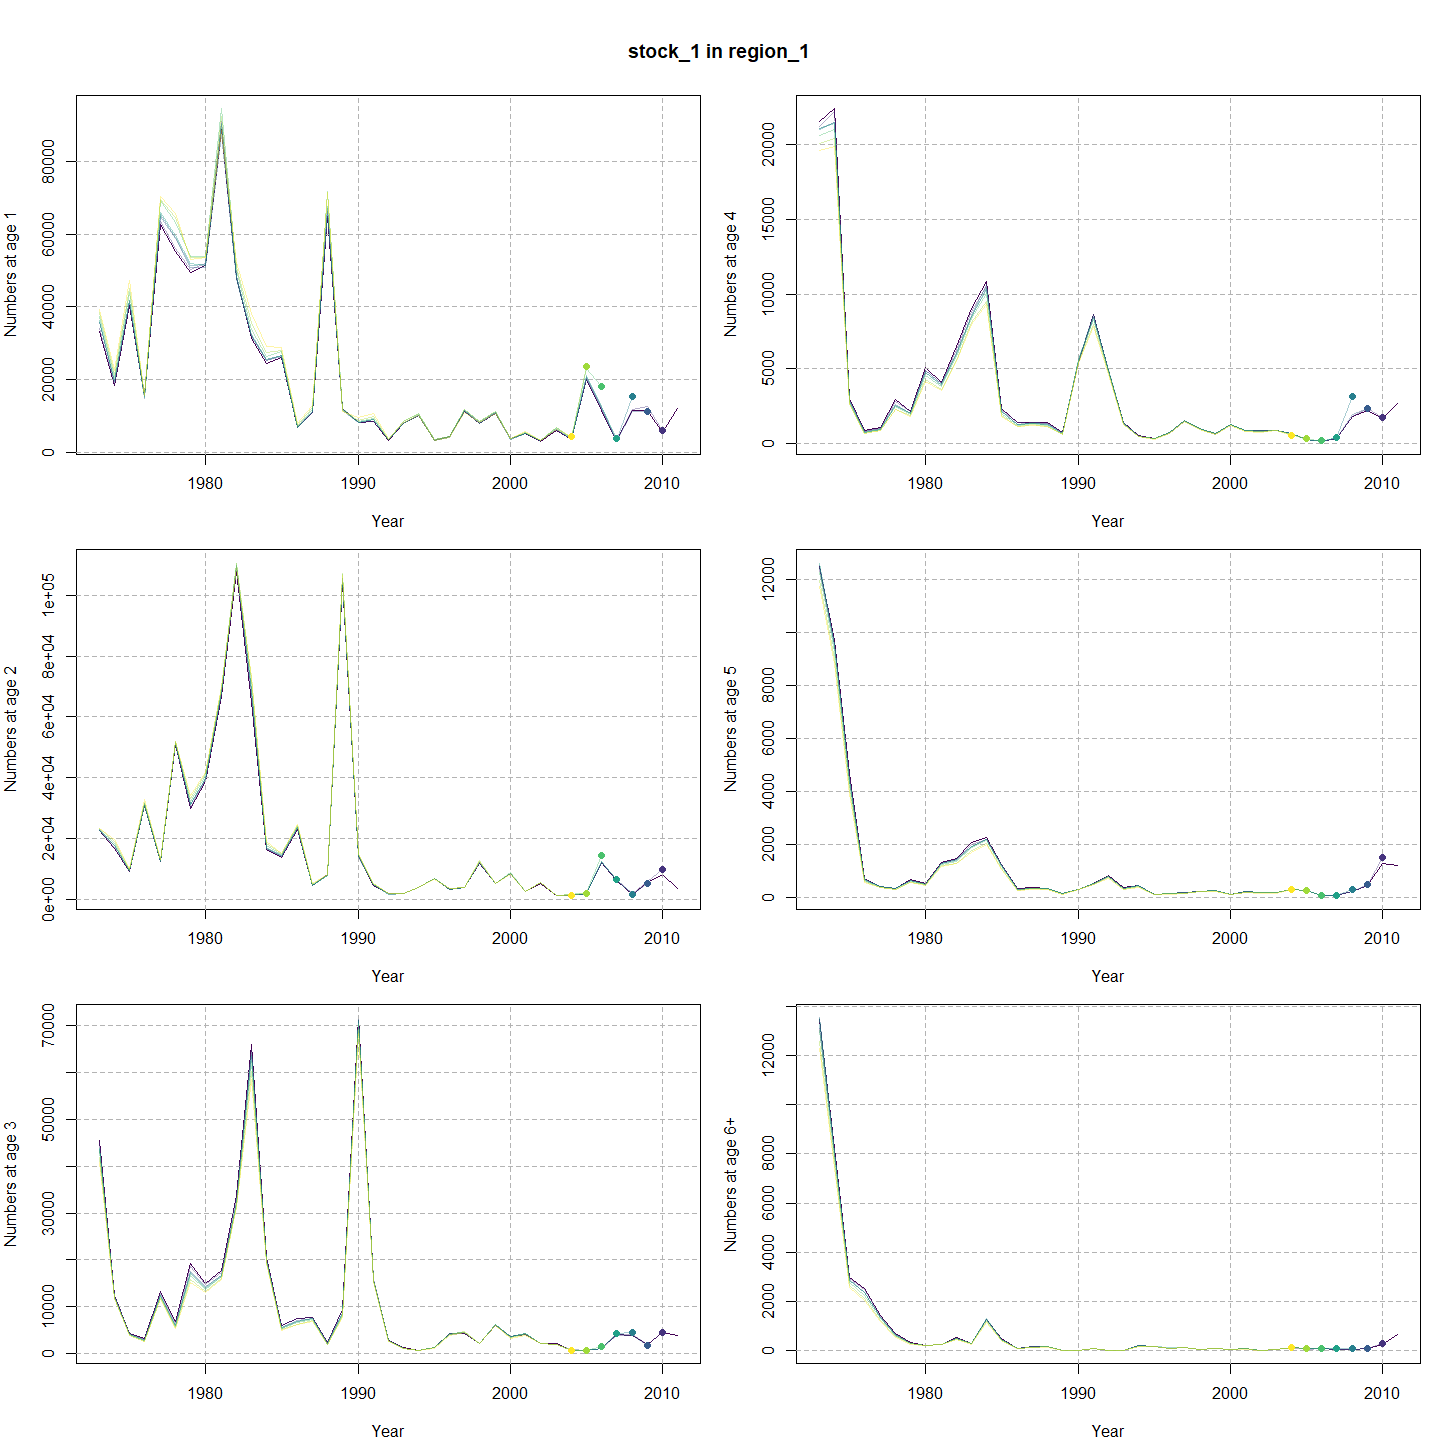 stock_1 in region_1
Numbers at age 1
0
20000
40000
60000
80000
1980
1990
2000
2010
Year
Numbers at age 4
0
5000
10000
15000
20000
1980
1990
2000
2010
Year
Numbers at age 2
0e+00
2e+04
4e+04
6e+04
8e+04
1e+05
1980
1990
2000
2010
Year
Numbers at age 5
0
2000
4000
6000
8000
12000
1980
1990
2000
2010
Year
Numbers at age 3
0
10000
30000
50000
70000
1980
1990
2000
2010
Year
Numbers at age 6+
0
2000
4000
6000
8000
12000
1980
1990
2000
2010
Year